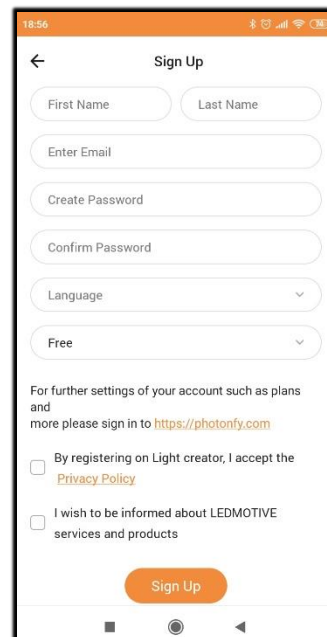 18:56
Sign Up
First Name Last Name
Enter Email
Create Password
Confirm Password
Language
Free
For further settings of your account such as plans
and
more please sign in to https://photonfy.com
By registering on Light creator, I accept the
Privacy Policy
I wish to be informed about LEDMOTIVE
services and products
Sign Up